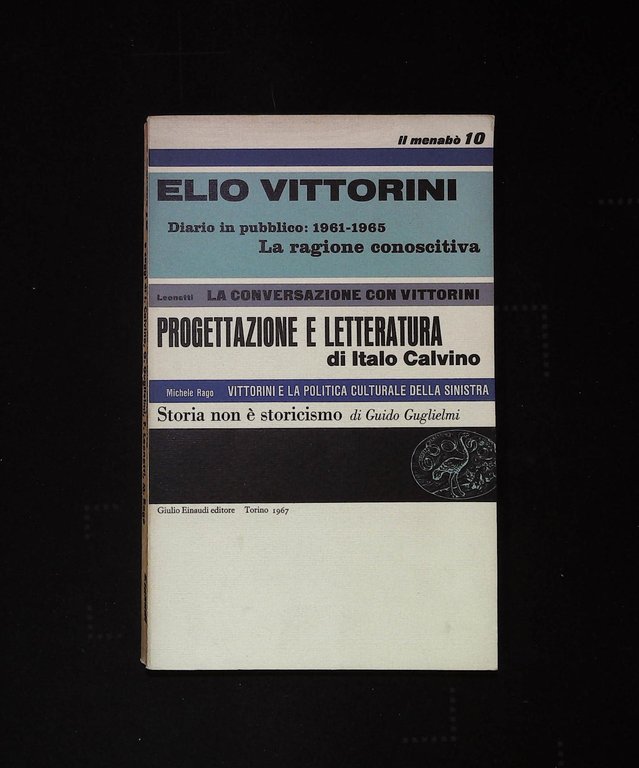 il menabò 10
ELIO VITTORINI
Diario in pubblico: 1961-1965
La ragione conoscitiva
Leonetti LA CONVERSAZIONE CON VITTORINI
PROGETTAZIONE E LETTERATURA
di Italo Calvino
Michele Rago VITTORINI E LA POLITICA CULTURALE DELLA SINISTRA
Storia non è storicismo di Guido Guglielmi
Giulio Einaudi editore Torino 1967